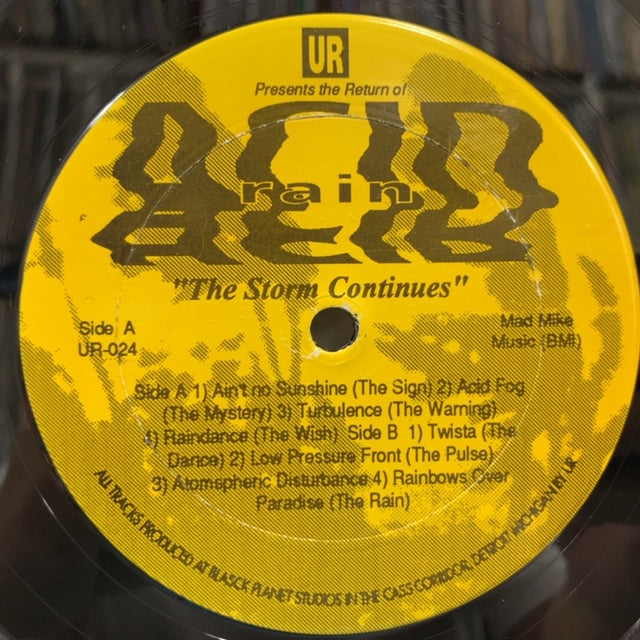 UR
Presents the Return of
ACID
rain
ACID
"The Storm Continues"
Side A
UR-024
Mad Mike
Music (BMI)
Side A 1) Ain't no Sunshine (The Sign) 2) Acid Fog
(The Mystery) 3) Turbulence (The Warning)
4) Raindance (The Wish) Side B 1) Twista (The
Dance) 2) Low Pressure Front (The Pulse)
3) Atomspheric Disturbance 4) Rainbows Over
Paradise (The Rain)
ALL TRACKS PRODUCED AT BLASCK PLANET STUDIOS IN THE CASS CORRIDOR, DETROIT MICHIGAN BY UR